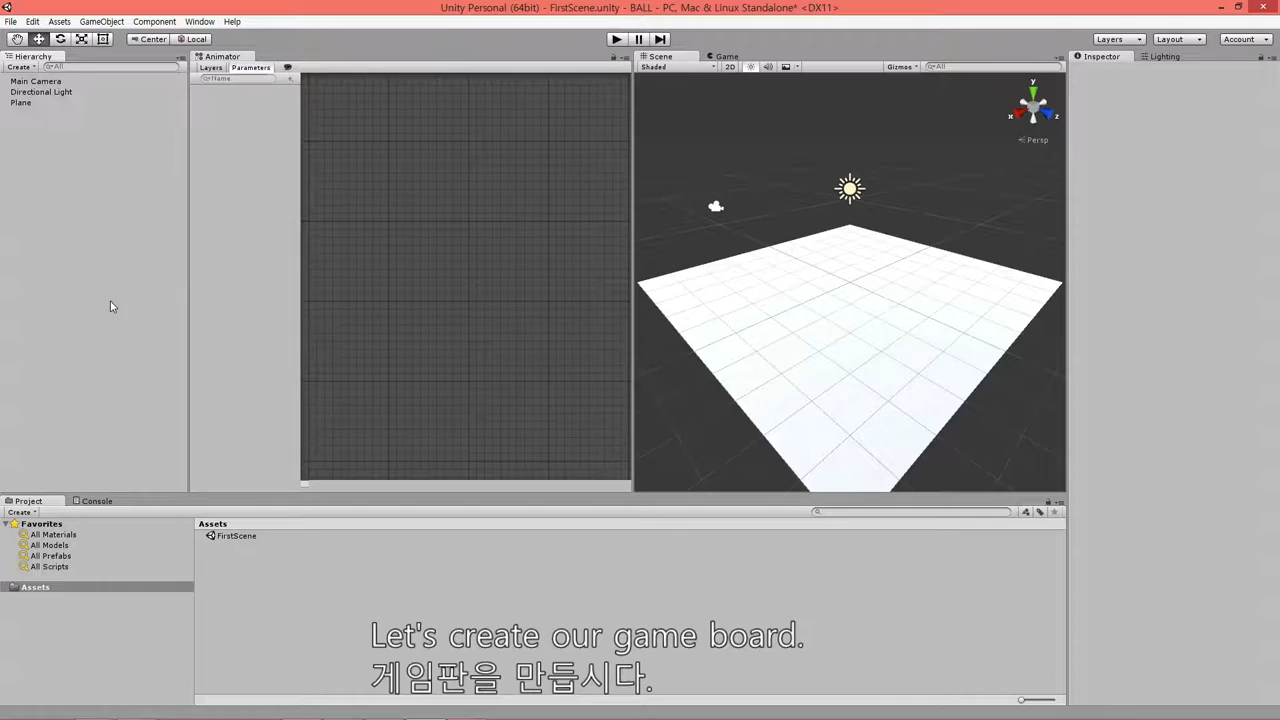 Unity Personal (64bit) - FirstScene.unity - BALL - PC, Mac & Linux Standalone* <DX11>
File Edit Assets GameObject Component Window Help
Center Local Layers Layout Account
Hierarchy Animator Scene Game Inspector Lighting
Create All Layers Parameters Shaded 2D Gizmos All
Name
Main Camera
Directional Light
Plane
y
x z
Persp
Project Console
Create
Favorites Assets
All Materials FirstScene
All Models
All Prefabs
All Scripts
Assets
Let's create our game board.
게임판을 만듭시다.